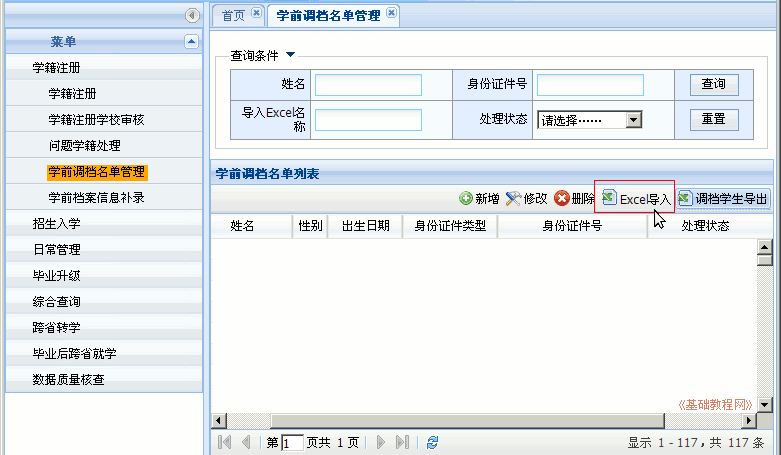 首页 学前调档名单管理
菜单
学籍注册
学籍注册
学籍注册学校审核
问题学籍处理
学前调档名单管理
学前档案信息补录
招生入学
日常管理
毕业升级
综合查询
跨省转学
毕业后跨省就学
数据质量核查
查询条件
姓名 身份证件号 查询
导入Excel名称 处理状态 请选择…… 重置
学前调档名单列表
新增 修改 删除 Excel导入 调档学生导出
姓名 性别 出生日期 身份证件类型 身份证件号 处理状态
《基础教程网》
第 1 页共 1 页 显示 1 - 117，共 117 条